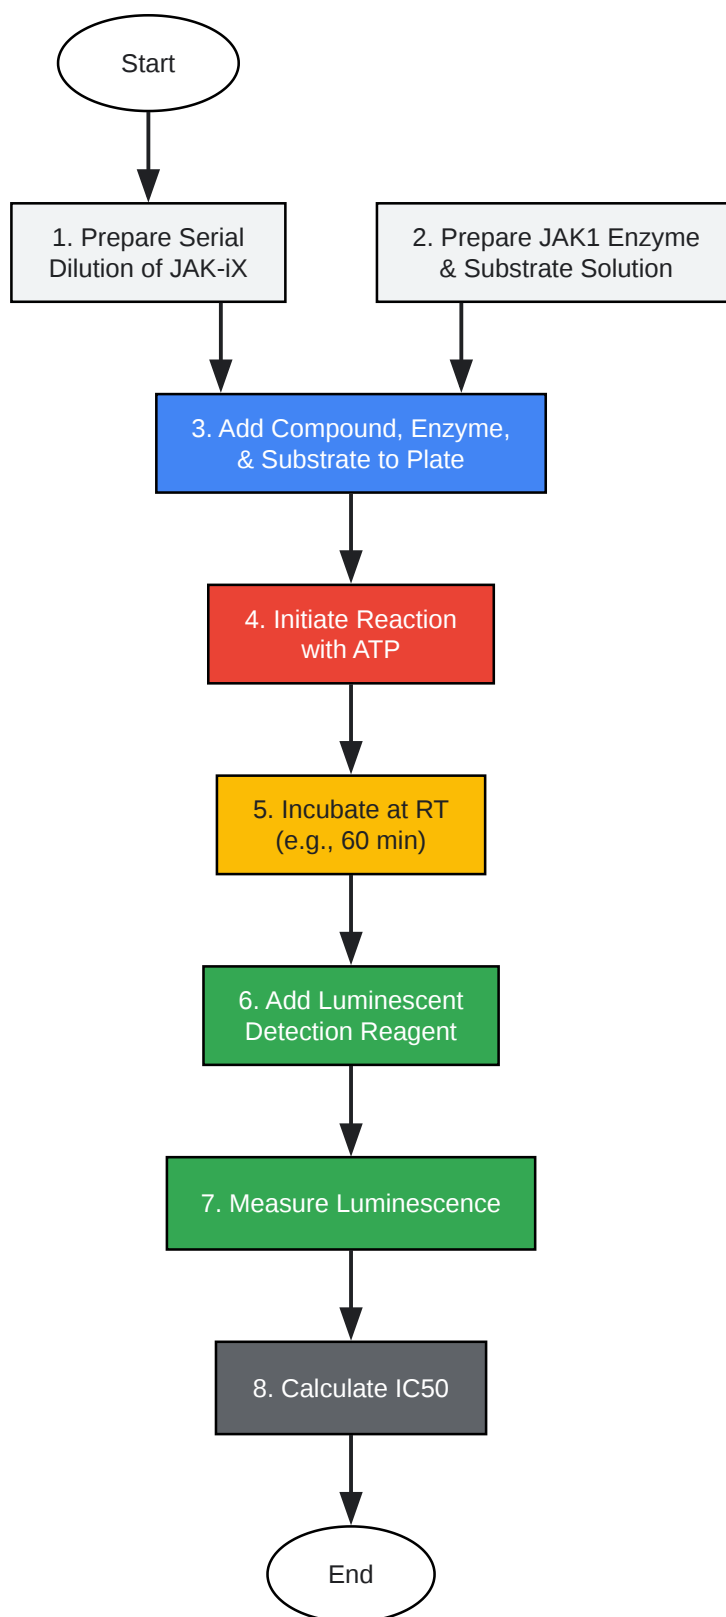 Start
1. Prepare Serial
Dilution of JAK-iX
2. Prepare JAK1 Enzyme
& Substrate Solution
3. Add Compound, Enzyme,
& Substrate to Plate
4. Initiate Reaction
with ATP
5. Incubate at RT
(e.g., 60 min)
6. Add Luminescent
Detection Reagent
7. Measure Luminescence
8. Calculate IC50
End